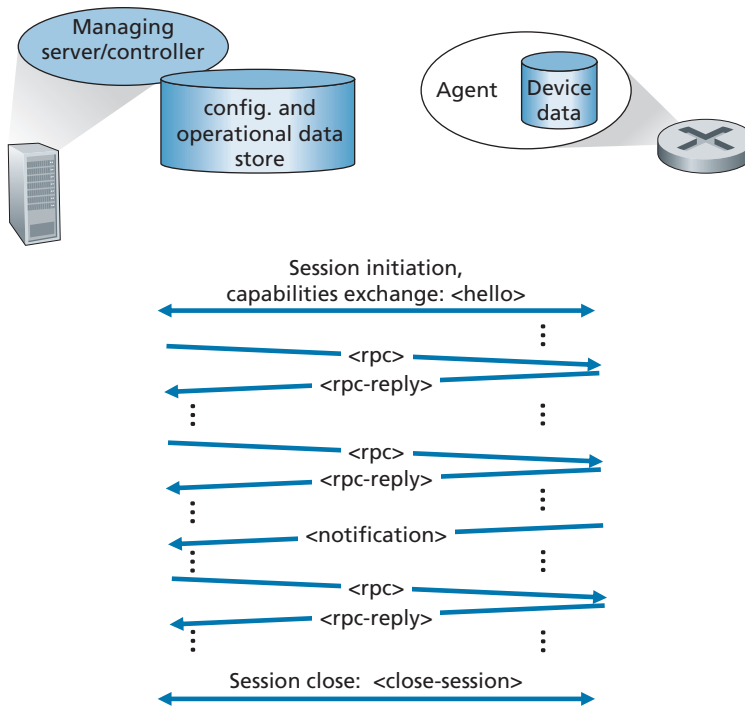 Managing
server/controller
config. and
operational data
store
Agent
Device
data
Session initiation,
capabilities exchange: <hello>
<rpc>
<rpc-reply>
<rpc>
<rpc-reply>
<notification>
<rpc>
<rpc-reply>
Session close: <close-session>